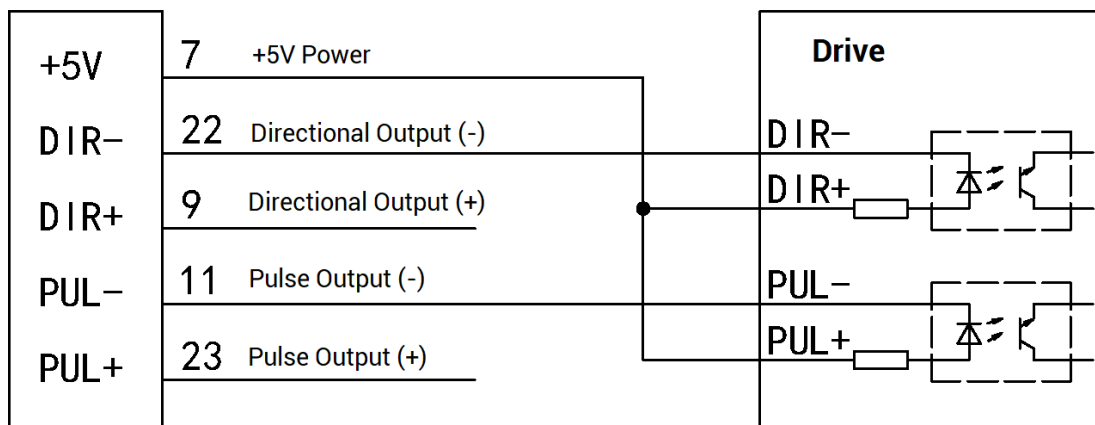 +5V 7 +5V Power Drive
DIR- 22 Directional Output (-) DIR-
DIR+ 9 Directional Output (+) DIR+
PUL- 11 Pulse Output (-) PUL-
PUL+ 23 Pulse Output (+) PUL+